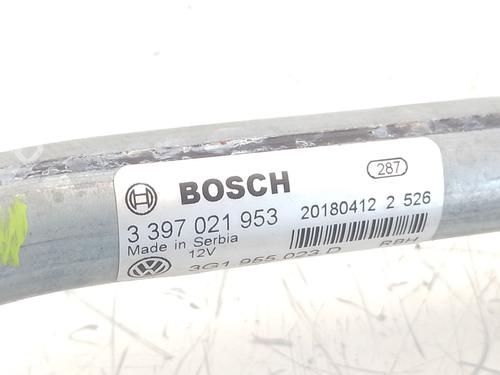 BOSCH
287
3 397 021 953
20180412 2 526
Made in Serbia
12V
3G1 955 023 D
RBH